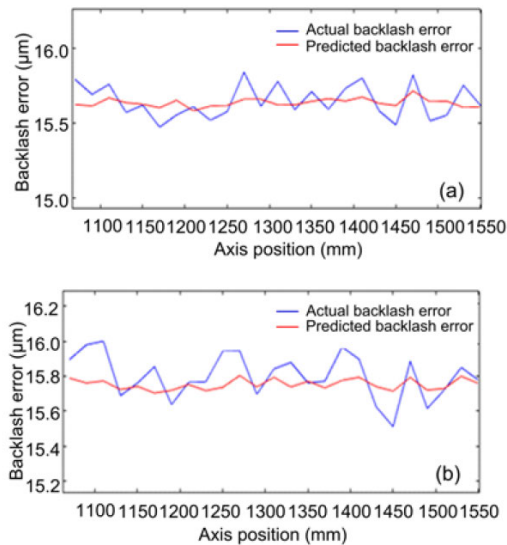 Actual backlash error
Predicted backlash error
16.0
15.5
15.0
Backlash error (μm)
(a)
1100 1150 1200 1250 1300 1350 1400 1450 1500 1550
Axis position (mm)
16.2
Actual backlash error
Predicted backlash error
16.0
15.8
15.6
15.4
15.2
Backlash error (μm)
(b)
1100 1150 1200 1250 1300 1350 1400 1450 1500 1550
Axis position (mm)